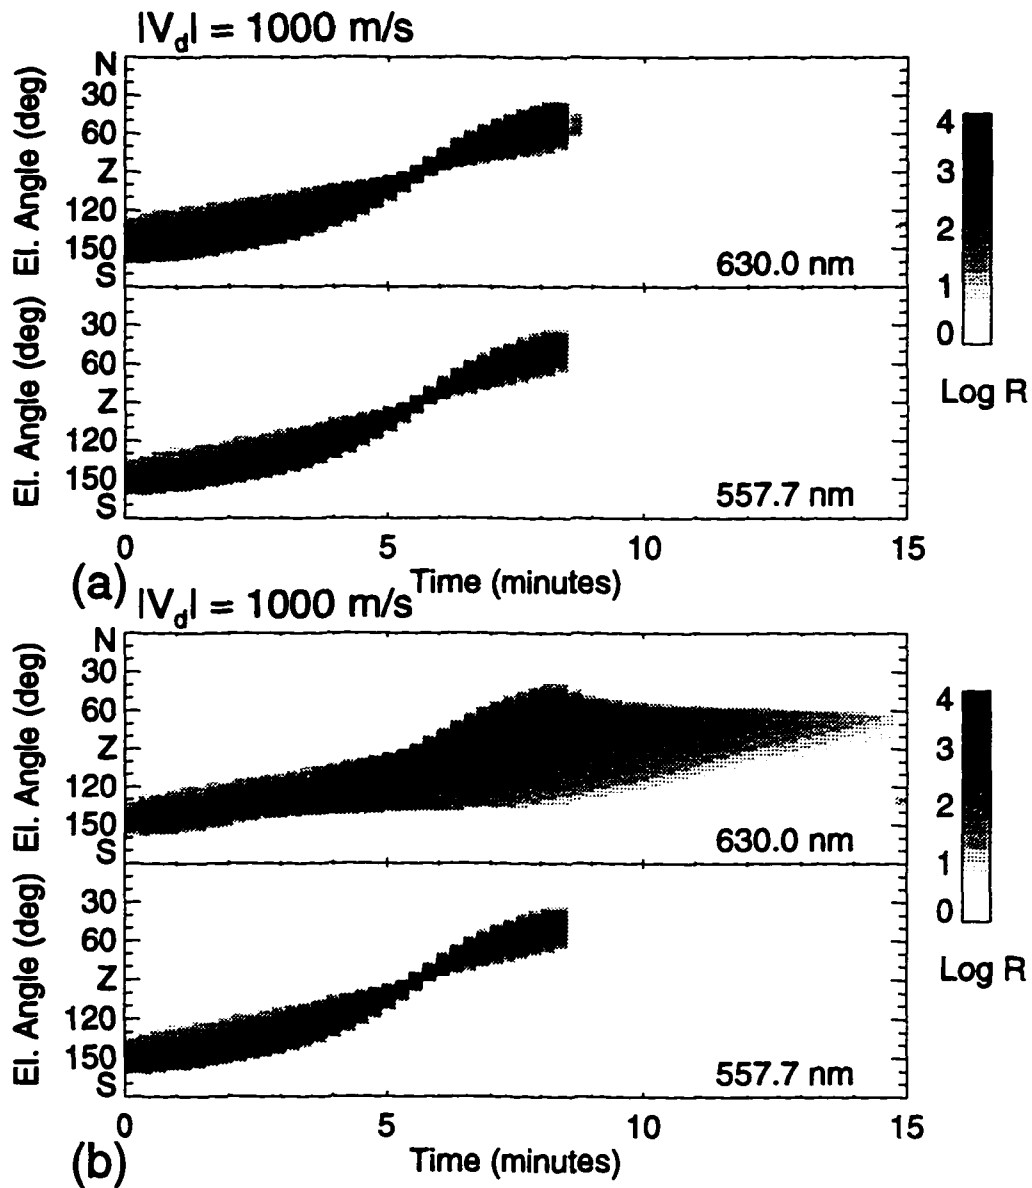 |V_d| = 1000 m/s
El. Angle (deg)
N
30
60
Z
120
150
S
630.0 nm
El. Angle (deg)
30
60
Z
120
150
S
557.7 nm
0 5 10 15
Time (minutes)
4
3
2
1
0
Log R
(a)
|V_d| = 1000 m/s
El. Angle (deg)
N
30
60
Z
120
150
S
630.0 nm
El. Angle (deg)
30
60
Z
120
150
S
557.7 nm
0 5 10 15
Time (minutes)
4
3
2
1
0
Log R
(b)